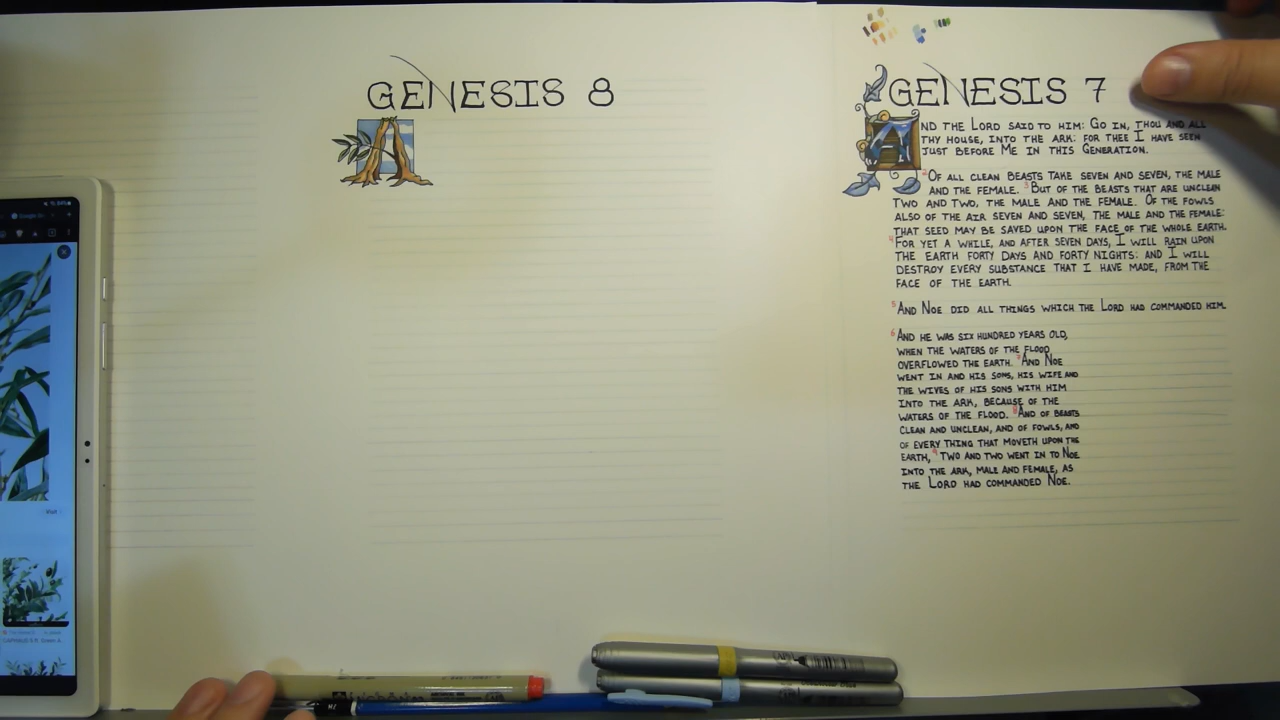 GENESIS 8
A
GENESIS 7
AND THE LORD SAID TO HIM: GO IN, THOU AND ALL
THY HOUSE, INTO THE ARK: FOR THEE I HAVE SEEN
JUST BEFORE ME IN THIS GENERATION.
2 OF ALL CLEAN BEASTS TAKE SEVEN AND SEVEN, THE MALE
AND THE FEMALE. 3 BUT OF THE BEASTS THAT ARE UNCLEAN
TWO AND TWO, THE MALE AND THE FEMALE. OF THE FOWLS
ALSO OF THE AIR SEVEN AND SEVEN, THE MALE AND THE FEMALE:
THAT SEED MAY BE SAVED UPON THE FACE OF THE WHOLE EARTH.
4 FOR YET A WHILE, AND AFTER SEVEN DAYS, I WILL RAIN UPON
THE EARTH FORTY DAYS AND FORTY NIGHTS: AND I WILL
DESTROY EVERY SUBSTANCE THAT I HAVE MADE, FROM THE
FACE OF THE EARTH.
5 AND NOE DID ALL THINGS WHICH THE LORD HAD COMMANDED HIM.
6 AND HE WAS SIX HUNDRED YEARS OLD,
WHEN THE WATERS OF THE FLOOD
OVERFLOWED THE EARTH. 7 AND NOE
WENT IN AND HIS SONS, HIS WIFE AND
THE WIVES OF HIS SONS WITH HIM
INTO THE ARK, BECAUSE OF THE
WATERS OF THE FLOOD. 8 AND OF BEASTS
CLEAN AND UNCLEAN, AND OF FOWLS, AND
OF EVERY THING THAT MOVETH UPON THE
EARTH, 9 TWO AND TWO WENT IN TO NOE
INTO THE ARK, MALE AND FEMALE, AS
THE LORD HAD COMMANDED NOE.
Visit